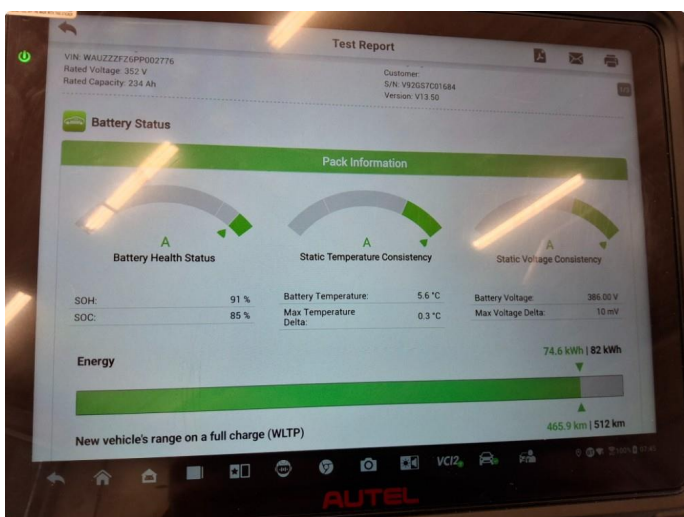 Test Report
VIN: WAUZZZFZ6PP002776
Rated Voltage: 352 V
Rated Capacity: 234 Ah
Customer:
S/N: V92GS7C01684
Version: V13.50
Battery Status
Pack Information
A
Battery Health Status
A
Static Temperature Consistency
A
Static Voltage Consistency
SOH: 91 %
SOC: 85 %
Battery Temperature: 5.6 °C
Max Temperature
Delta: 0.3 °C
Battery Voltage: 386.00 V
Max Voltage Delta: 10 mV
Energy
74.6 kWh | 82 kWh
465.9 km | 512 km
New vehicle's range on a full charge (WLTP)
VCI2
AUTEL